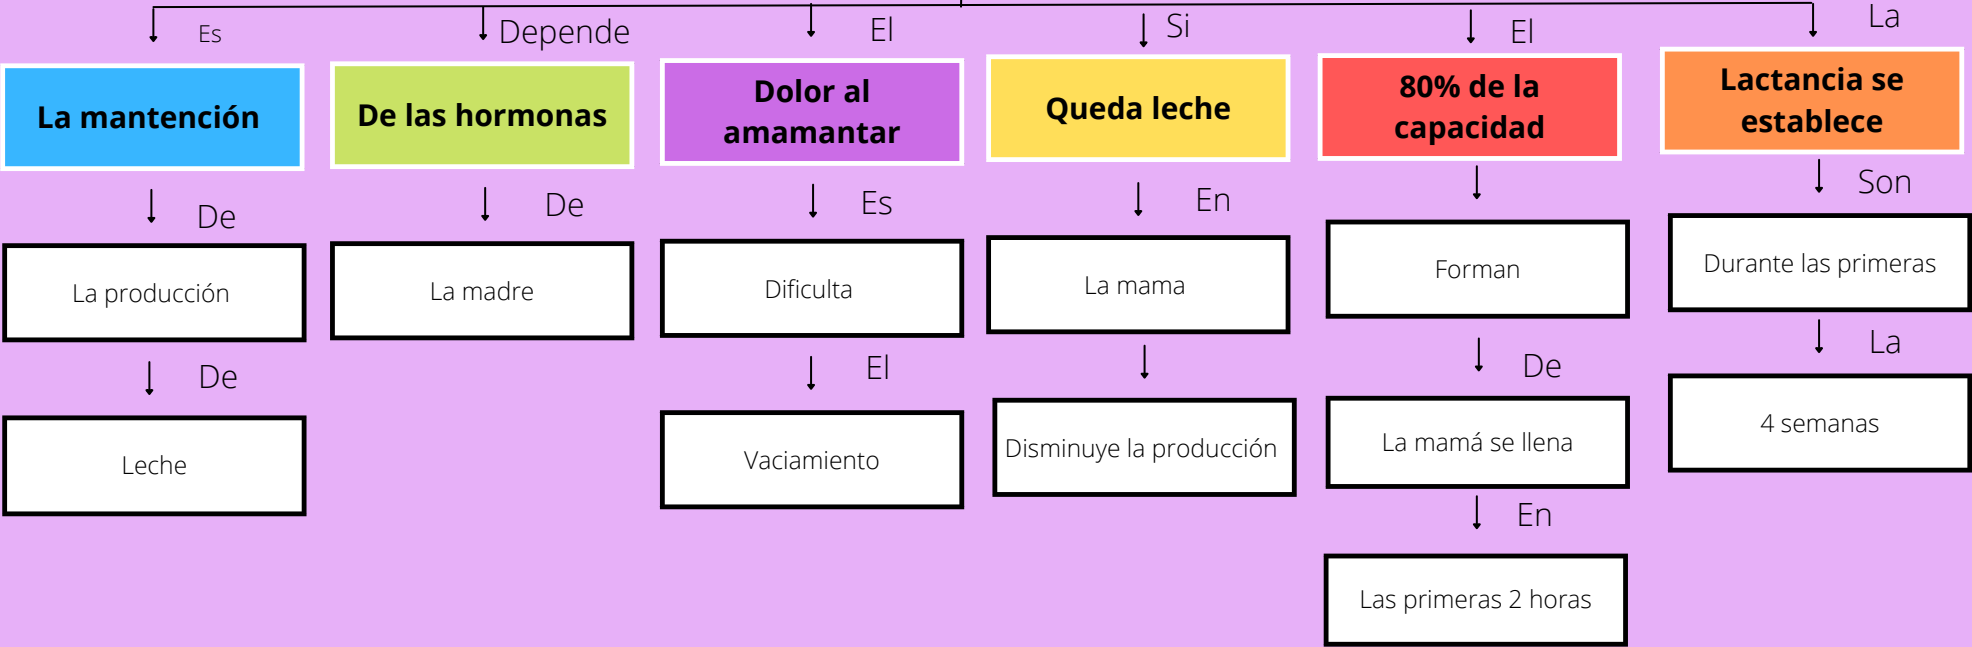 Es
La mantención
De
La producción
De
Leche
Depende
De las hormonas
De
La madre
El
Dolor al
amamantar
Es
Dificulta
El
Vaciamiento
Si
Queda leche
En
La mama
Disminuye la producción
El
80% de la
capacidad
Forman
De
La mamá se llena
En
Las primeras 2 horas
La
Lactancia se
establece
Son
Durante las primeras
La
4 semanas